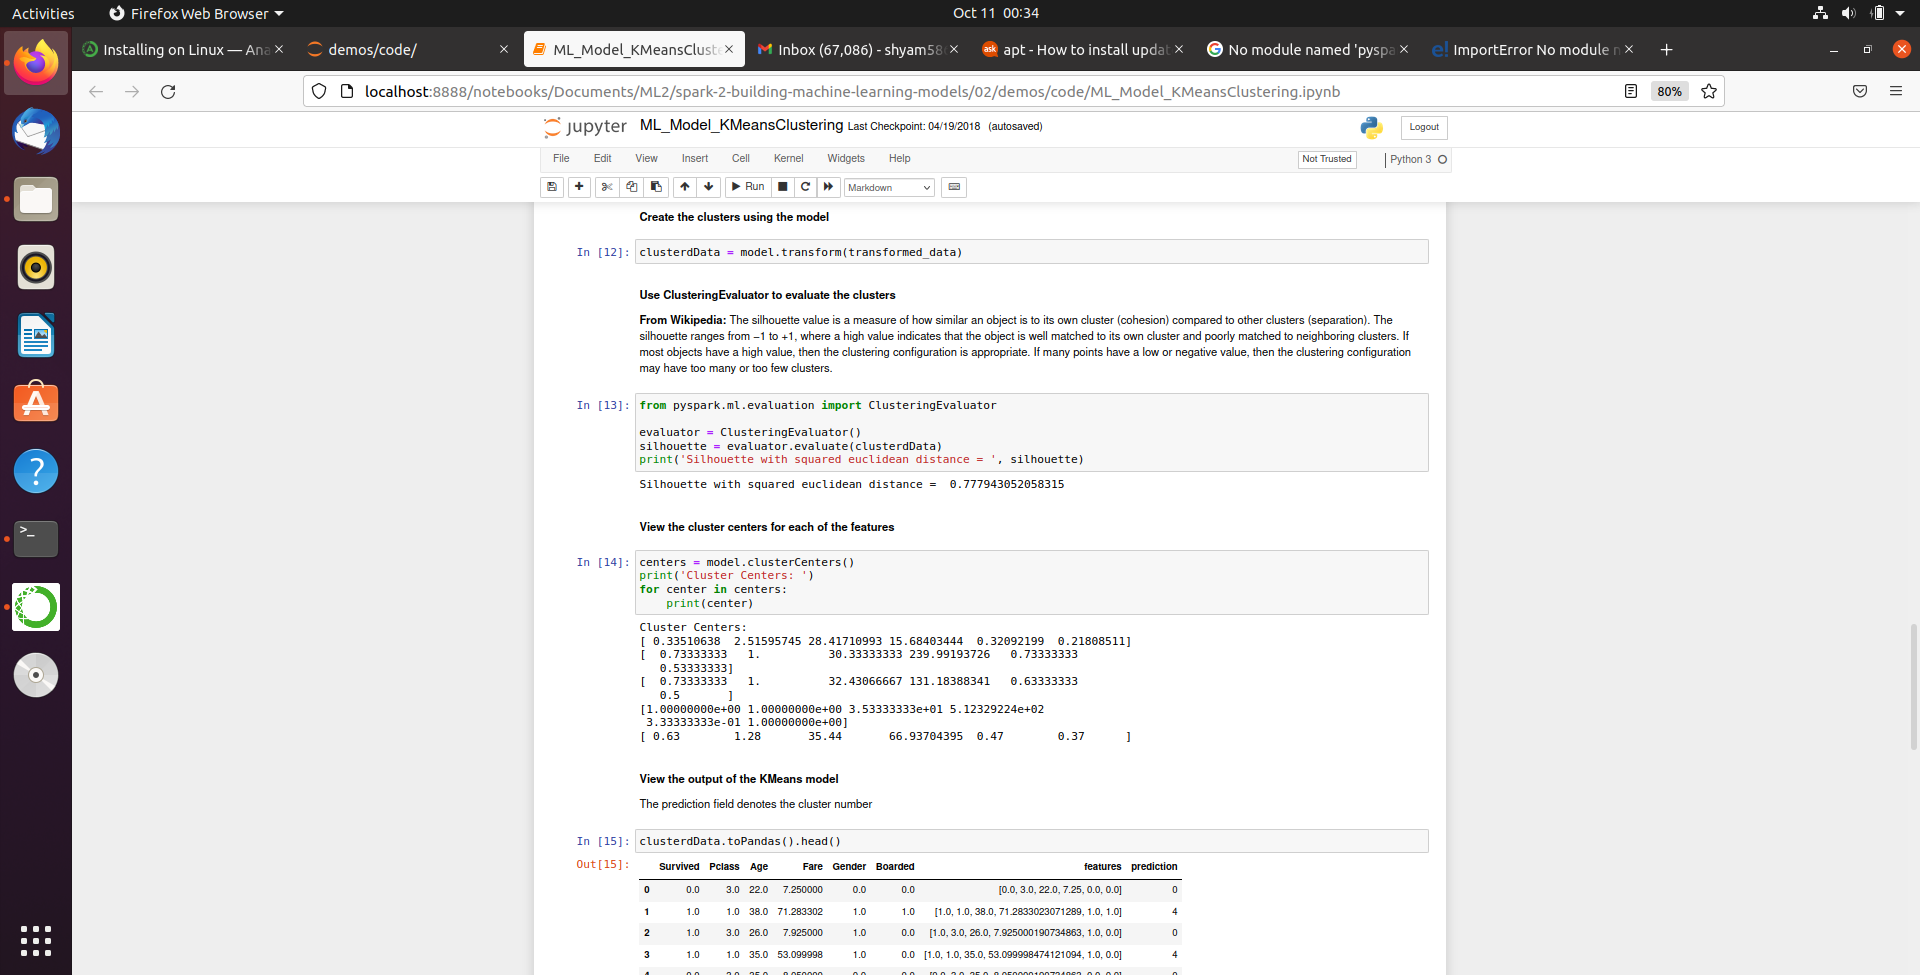 Activities
Firefox Web Browser
Oct 11 00:34
Installing on Linux — Ana
demos/code/
ML_Model_KMeansCluste
Inbox (67,086) - shyam58
apt - How to install updat
No module named 'pyspa
ImportError No module n
localhost:8888/notebooks/Documents/ML2/spark-2-building-machine-learning-models/02/demos/code/ML_Model_KMeansClustering.ipynb
80%
jupyter ML_Model_KMeansClustering Last Checkpoint: 04/19/2018 (autosaved)
Logout
File Edit View Insert Cell Kernel Widgets Help
Not Trusted
Python 3
Run
Markdown
Create the clusters using the model
In [12]: clusterdData = model.transform(transformed_data)
Use ClusteringEvaluator to evaluate the clusters
From Wikipedia: The silhouette value is a measure of how similar an object is to its own cluster (cohesion) compared to other clusters (separation). The
silhouette ranges from −1 to +1, where a high value indicates that the object is well matched to its own cluster and poorly matched to neighboring clusters. If
most objects have a high value, then the clustering configuration is appropriate. If many points have a low or negative value, then the clustering configuration
may have too many or too few clusters.
In [13]: from pyspark.ml.evaluation import ClusteringEvaluator
evaluator = ClusteringEvaluator()
silhouette = evaluator.evaluate(clusterdData)
print('Silhouette with squared euclidean distance = ', silhouette)
Silhouette with squared euclidean distance =  0.777943052058315
View the cluster centers for each of the features
In [14]: centers = model.clusterCenters()
print('Cluster Centers: ')
for center in centers:
    print(center)
Cluster Centers:
[ 0.33510638  2.51595745 28.41710993 15.68403444  0.32092199  0.21808511]
[  0.73333333   1.          30.33333333 239.99193726   0.73333333
   0.53333333]
[  0.73333333   1.          32.43066667 131.18388341   0.63333333
   0.5       ]
[1.00000000e+00 1.00000000e+00 3.53333333e+01 5.12329224e+02
 3.33333333e-01 1.00000000e+00]
[ 0.63        1.28       35.44       66.93704395  0.47        0.37      ]
View the output of the KMeans model
The prediction field denotes the cluster number
In [15]: clusterdData.toPandas().head()
Out[15]:
Survived Pclass Age Fare Gender Boarded features prediction
0 0.0 3.0 22.0 7.250000 0.0 0.0 [0.0, 3.0, 22.0, 7.25, 0.0, 0.0] 0
1 1.0 1.0 38.0 71.283302 1.0 1.0 [1.0, 1.0, 38.0, 71.2833023071289, 1.0, 1.0] 4
2 1.0 3.0 26.0 7.925000 1.0 0.0 [1.0, 3.0, 26.0, 7.925000190734863, 1.0, 0.0] 0
3 1.0 1.0 35.0 53.099998 1.0 0.0 [1.0, 1.0, 35.0, 53.099998474121094, 1.0, 0.0] 4